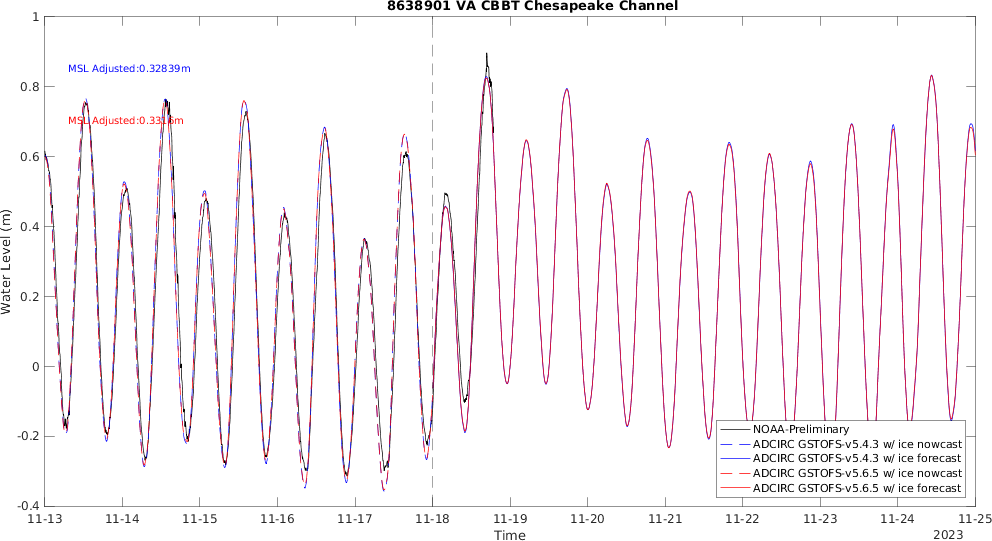 8638901 VA CBBT Chesapeake Channel
1
0.8
0.6
0.4
0.2
0
-0.2
-0.4
Water Level (m)
MSL Adjusted:0.32839m
MSL Adjusted:0.3316m
NOAA-Preliminary
ADCIRC GSTOFS-v5.4.3 w/ ice nowcast
ADCIRC GSTOFS-v5.4.3 w/ ice forecast
ADCIRC GSTOFS-v5.6.5 w/ ice nowcast
ADCIRC GSTOFS-v5.6.5 w/ ice forecast
11-13 11-14 11-15 11-16 11-17 11-18 11-19 11-20 11-21 11-22 11-23 11-24 11-25
Time
2023